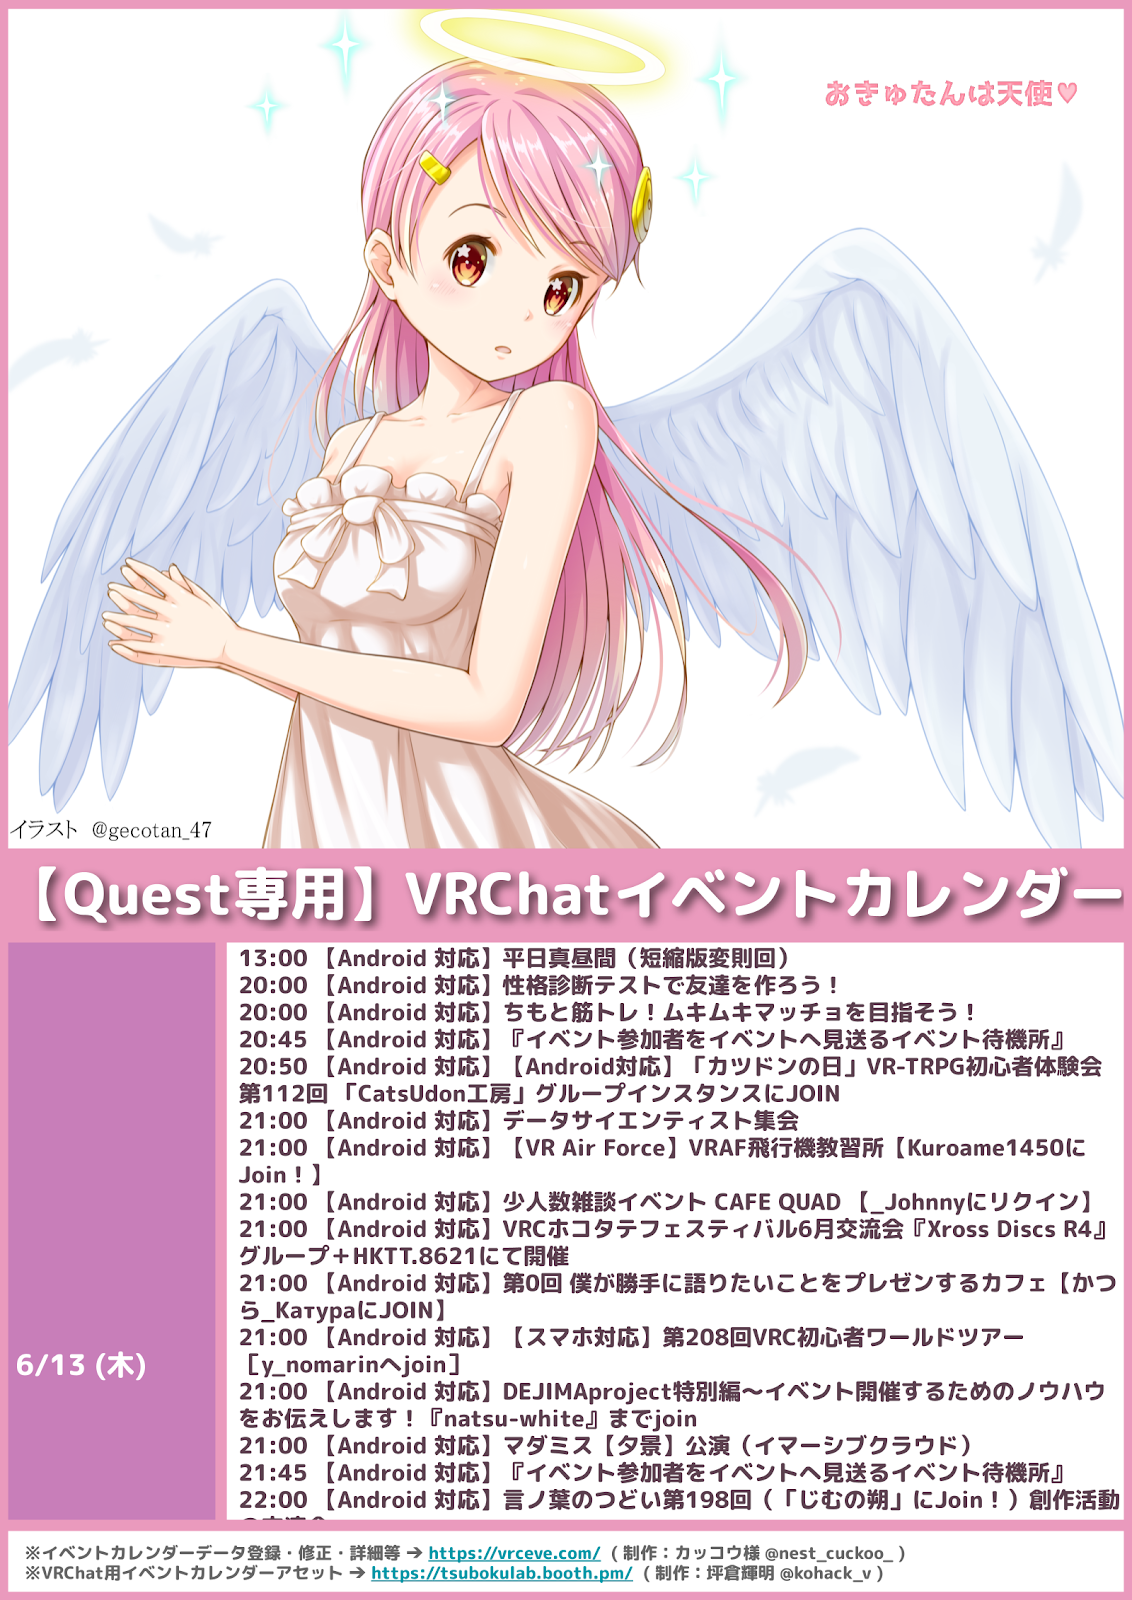 おきゅたんは天使♥
イラスト @gecotan_47
【Quest専用】VRChatイベントカレンダー
6/13 (木)
13:00 【Android 対応】平日真昼間（短縮版変則回）
20:00 【Android 対応】性格診断テストで友達を作ろう！
20:00 【Android 対応】ちもと筋トレ！ムキムキマッチョを目指そう！
20:45 【Android 対応】『イベント参加者をイベントへ見送るイベント待機所』
20:50 【Android 対応】【Android対応】「カツドンの日」VR-TRPG初心者体験会
第112回 「CatsUdon工房」グループインスタンスにJOIN
21:00 【Android 対応】データサイエンティスト集会
21:00 【Android 対応】【VR Air Force】VRAF飛行機教習所【Kuroame1450に
Join！】
21:00 【Android 対応】少人数雑談イベント CAFE QUAD 【_Johnnyにリクイン】
21:00 【Android 対応】VRCホコタテフェスティバル6月交流会『Xross Discs R4』
グループ＋HKTT.8621にて開催
21:00 【Android 対応】第0回 僕が勝手に語りたいことをプレゼンするカフェ【かつ
ら_KaтypaにJOIN】
21:00 【Android 対応】【スマホ対応】第208回VRC初心者ワールドツアー
［y_nomarinへjoin］
21:00 【Android 対応】DEJIMAproject特別編～イベント開催するためのノウハウ
をお伝えします！『natsu-white』までjoin
21:00 【Android 対応】マダミス【夕景】公演（イマーシブクラウド）
21:45 【Android 対応】『イベント参加者をイベントへ見送るイベント待機所』
22:00 【Android 対応】言ノ葉のつどい第198回（「じむの朔」にJoin！）創作活動
※イベントカレンダーデータ登録・修正・詳細等 → https://vrceve.com/ ( 制作：カッコウ様 @nest_cuckoo_ )
※VRChat用イベントカレンダーアセット → https://tsubokulab.booth.pm/ ( 制作：坪倉輝明 @kohack_v )